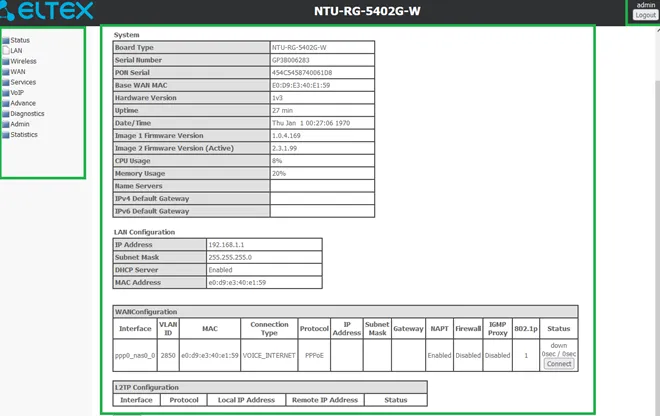 ELTEX
NTU-RG-5402G-W
admin
Logout
Status
LAN
Wireless
WAN
Services
VoIP
Advance
Diagnostics
Admin
Statistics
System
Board Type NTU-RG-5402G-W
Serial Number GP3B006283
PON Serial 454C5458740061D8
Base WAN MAC E0:D9:E3:40:E1:59
Hardware Version 1v3
Uptime 27 min
Date/Time Thu Jan 1 00:27:06 1970
Image 1 Firmware Version 1.0.4.169
Image 2 Firmware Version (Active) 2.3.1.99
CPU Usage 8%
Memory Usage 20%
Name Servers
IPv4 Default Gateway
IPv6 Default Gateway
LAN Configuration
IP Address 192.168.1.1
Subnet Mask 255.255.255.0
DHCP Server Enabled
MAC Address e0:d9:e3:40:e1:59
WANConfiguration
Interface VLAN ID MAC Connection Type Protocol IP Address Subnet Mask Gateway NAPT Firewall IGMP Proxy 802.1p Status
ppp0_nas0_0 2850 e0:d9:e3:40:e1:59 VOICE_INTERNET PPPoE Enabled Disabled Disabled 1 down 0sec / 0sec Connect
L2TP Configuration
Interface Protocol Local IP Address Remote IP Address Status